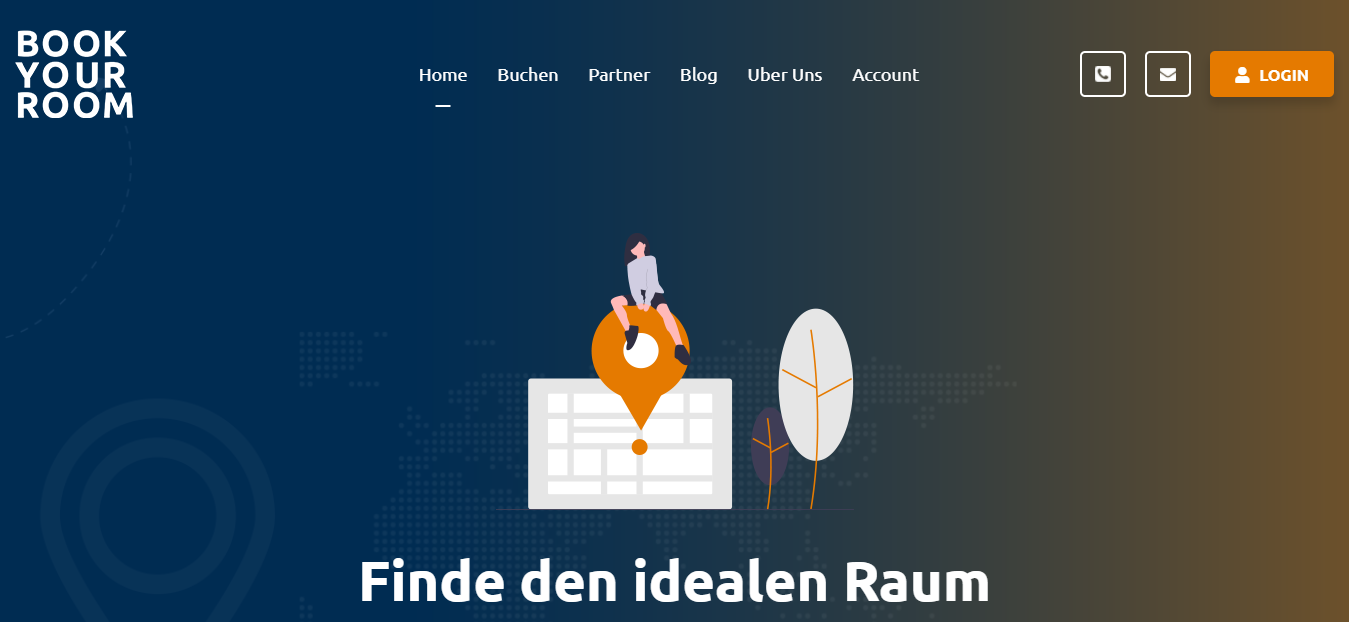 BOOK
YOUR
ROOM
Home Buchen Partner Blog Uber Uns Account
LOGIN
Finde den idealen Raum